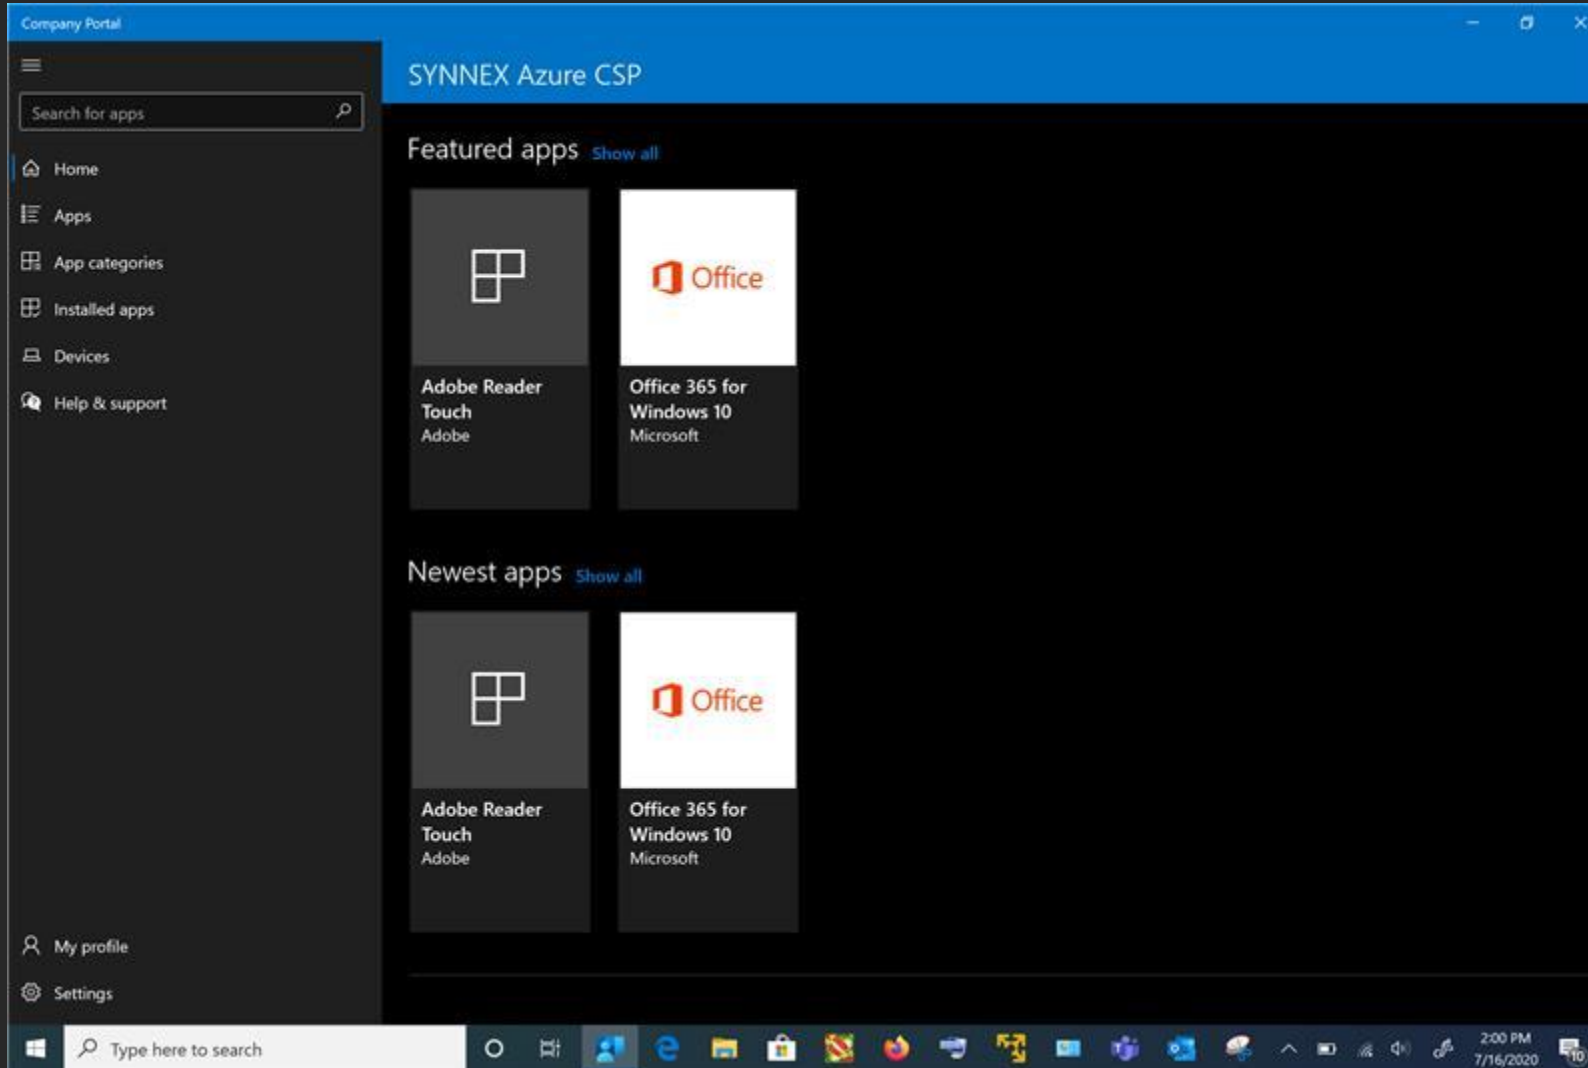 Company Portal
SYNNEX Azure CSP
Search for apps
Home
Apps
App categories
Installed apps
Devices
Help & support
My profile
Settings
Featured apps Show all
Office
Adobe Reader
Touch
Adobe
Office 365 for
Windows 10
Microsoft
Newest apps Show all
Office
Adobe Reader
Touch
Adobe
Office 365 for
Windows 10
Microsoft
Type here to search
2:00 PM
7/16/2020
10